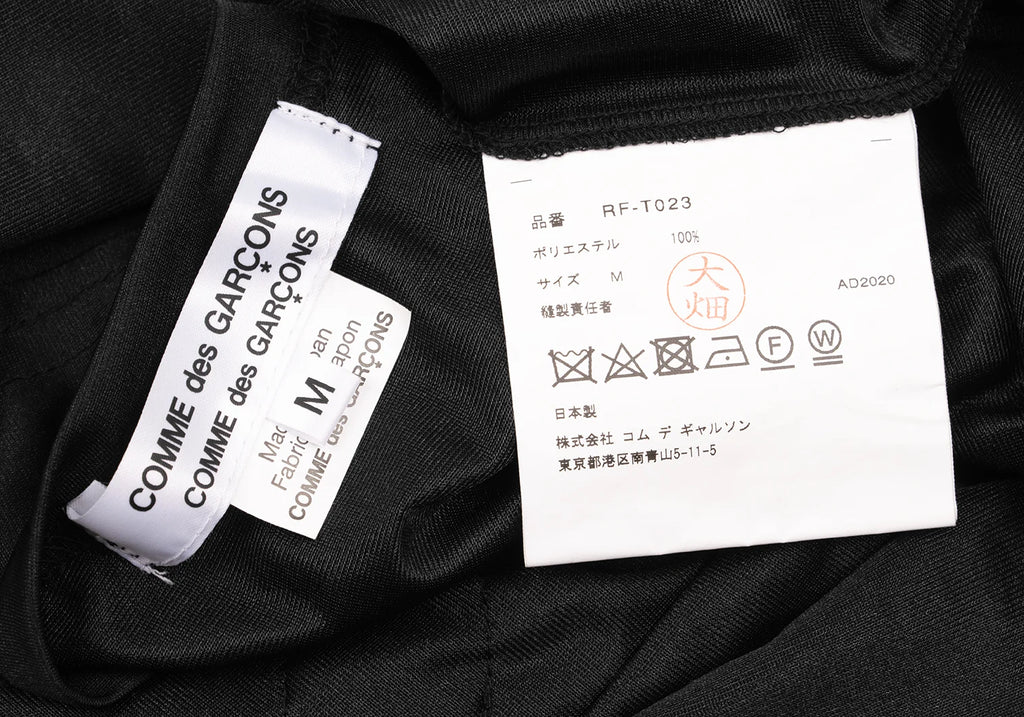 COMME des GARÇONS
COMME des GARÇONS
M
an
apon
Fabric
COMME des GARÇONS
品番 RF-T023
ポリエステル 100%
サイズ M
縫製責任者
大畑
AD2020
F
W
日本製
株式会社 コム デ ギャルソン
東京都港区南青山5-11-5